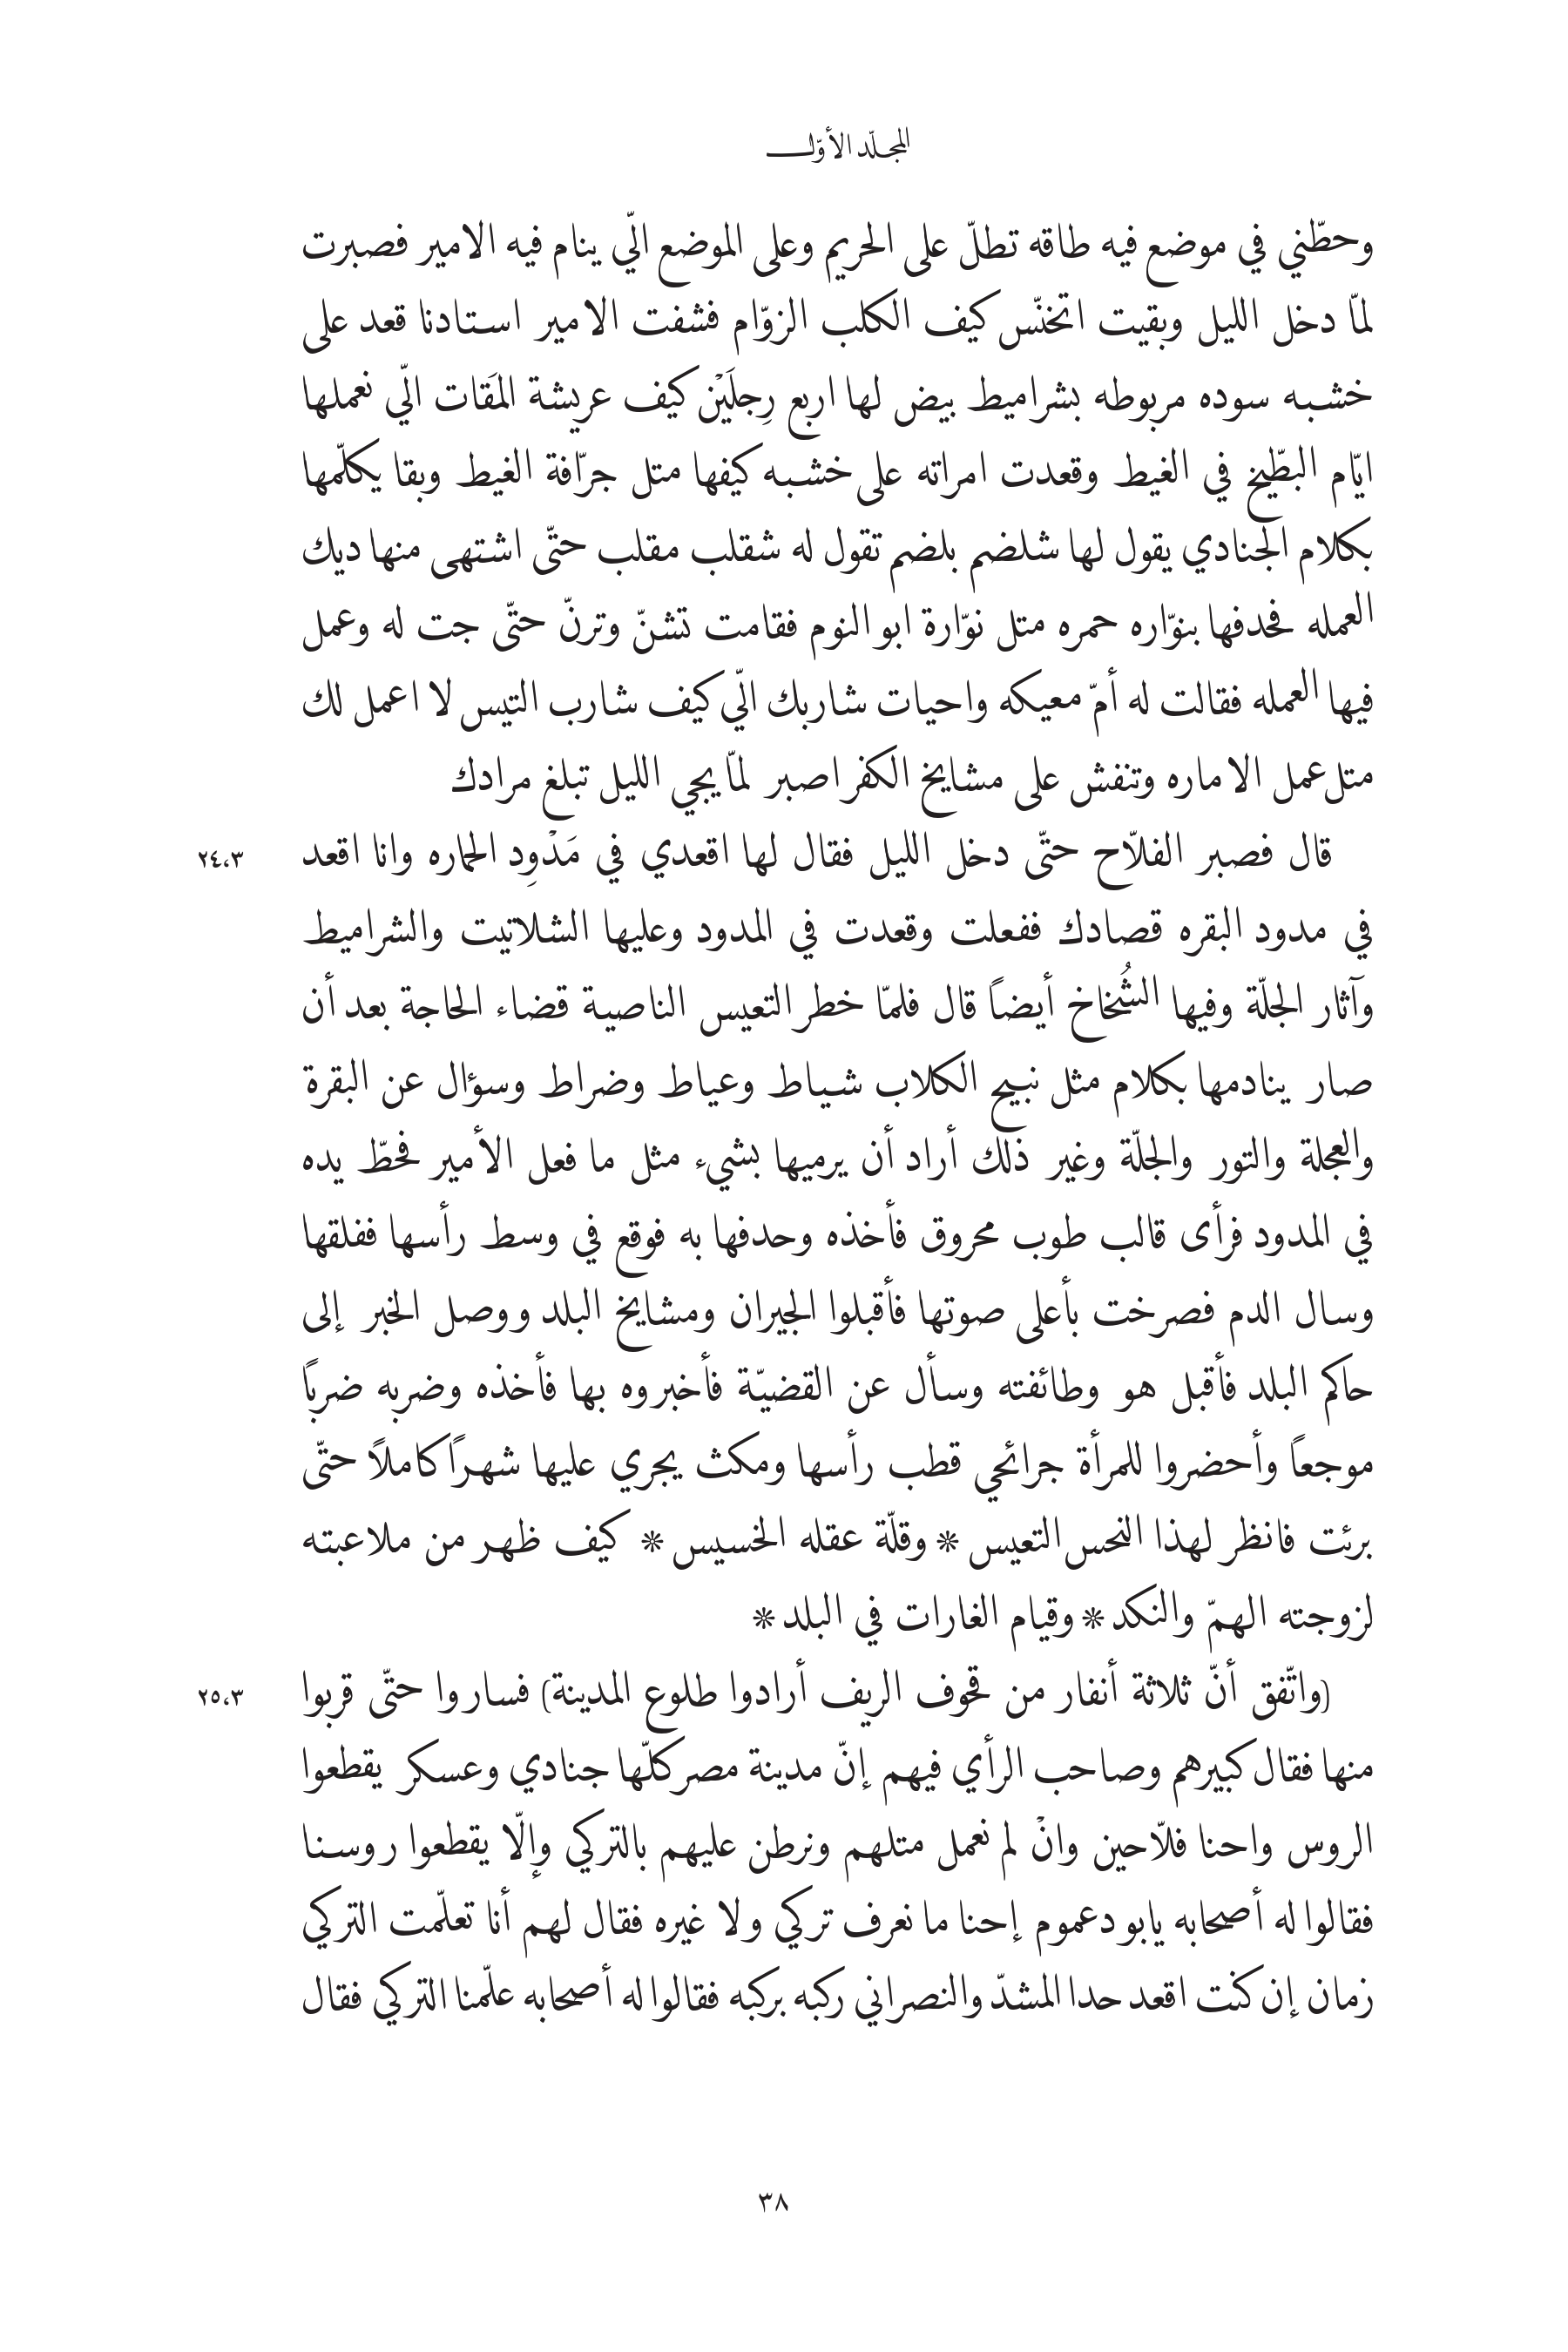 المجلّد الأوّل
وحطّني في موضع فيه طاقه تطلّ على الحريم وعلى الموضع الّي ينام فيه الامير فصبرت
لمّا دخل الليل وبقيت اتخنّس كيف الكلب الزوّام فشفت الامير استادنا قعد على
خشبه سوده مربوطه بشراميط بيض لها اربع رِجلَيْن كيف عريشة المَقات الّي نعملها
ايّام البطّيخ في الغيط وقعدت امراته على خشبه كيفها متل جرّافة الغيط وبقا يكلّمها
بكلام الجنادي يقول لها شلضم بلضم تقول له شقلب مقلب حتّى اشتهى منها ديك
العمله فحدفها بنوّاره حمره متل نوّارة ابو النوم فقامت تشنّ وترنّ حتّى جت له وعمل
فيها العمله فقالت له أمّ معيكه واحيات شاربك الّي كيف شارب التيس لا اعمل لك
متل عمل الاماره وتنفش على مشايخ الكفر اصبر لمّا يجي الليل تبلغ مرادك
٢٤،٣ قال فصبر الفلّاح حتّى دخل الليل فقال لها اقعدي في مَدْوِد الحماره وانا اقعد
في مدود البقره قصادك ففعلت وقعدت في المدود وعليها الشلاتيت والشراميط
وآثار الجلّة وفيها الشُخاخ أيضاً قال فلمّا خطر التعيس الناصية قضاء الحاجة بعد أن
صار ينادمها بكلام مثل نبيح الكلاب شياط وعياط وضراط وسؤال عن البقرة
والعجلة والتور والجلّة وغير ذلك أراد أن يرميها بشيء مثل ما فعل الأمير فحطّ يده
في المدود فرأى قالب طوب محروق فأخذه وحدفها به فوقع في وسط رأسها ففلقها
وسال الدم فصرخت بأعلى صوتها فأقبلوا الجيران ومشايخ البلد ووصل الخبر إلى
حاكم البلد فأقبل هو وطائفته وسأل عن القضيّة فأخبروه بها فأخذه وضربه ضرباً
موجعاً وأحضروا للمرأة جرائحي قطب رأسها ومكث يجري عليها شهراً كاملاً حتّى
برئت فانظر لهذا النحس التعيس * وقلّة عقله الخسيس * كيف ظهر من ملاعبته
لزوجته الهمّ والنكد * وقيام الغارات في البلد *
٢٥،٣ (واتّفق أنّ ثلاثة أنفار من قحوف الريف أرادوا طلوع المدينة) فساروا حتّى قربوا
منها فقال كبيرهم وصاحب الرأي فيهم إنّ مدينة مصر كلّها جنادي وعسكر يقطعوا
الروس واحنا فلّاحين وانْ لم نعمل متلهم ونرطن عليهم بالتركي وإلّا يقطعوا روسنا
فقالوا له أصحابه يابو دعموم إحنا ما نعرف تركي ولا غيره فقال لهم أنا تعلّمت التركي
زمان إن كنت اقعد حدا المشدّ والنصراني ركبه بركبه فقالوا له أصحابه علّمنا التركي فقال
٣٨